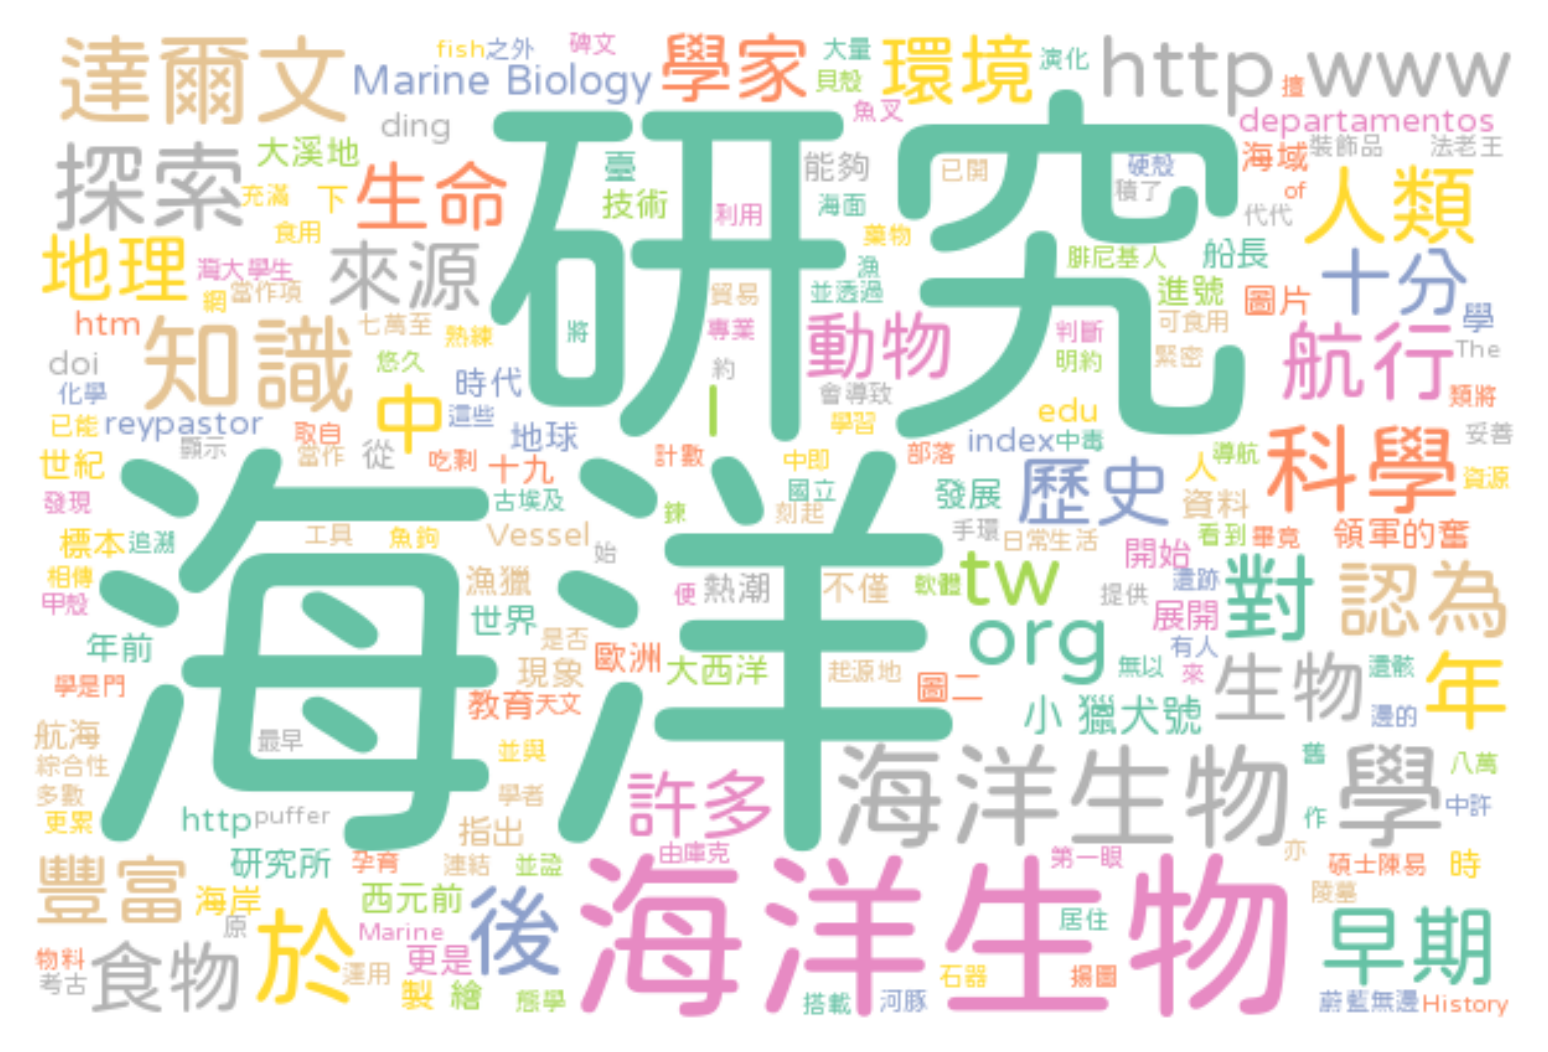 達爾文
fish
之外
碑文
Marine Biology
學家
大量
貝殼
環境
演化
http www
擅
魚叉
departamentos
ding
探索
大溪地
生命
臺
技術
利用
能夠
海面
已開
硬殼
積了
海域
裝飾品
法老王
of
代代
人類
充滿
下
食用
藥物
腓尼基人
船長
地理
海大學生
網
當作項
來源
貿易
漁
並透過
進號
圖片
十分
學
htm
七萬至
熟練
將
專業
動物
判斷
可食用
航行
The
知識
doi
悠久
約
明約
緊密
化學
時代
會導致
類將
已能
reypastor
中
這些
I
學習
edu
顯示
取自
當作
從
地球
index
中毒
妥善
世紀
吃剩
十九
計數
中即
部落
人
導航
科學
資源
發現
古埃及
國立
發展
歷史
資料
標本
追溯
工具
魚鉤
Vessel
始
鍊
刻起
手環
日常生活
開始
看到
畢竟
領軍的奮
相傳
甲殼
漁獵
便
熱潮
不僅
軟體
tw
提供
遺跡
對
認為
研究
海洋
年前
世界
是否
展開
有人
org
學是門
現象
歐洲
大西洋
起源地
圖二
無以
來
生物
遺骸
年
教育
天文
小 獵犬號
邊的
航海
最早
並與
綜合性
多數
更累
http
puffer
學者
指出
許多
海洋生物 學
舊
八萬
作
中許
豐富
研究所
孕育
連結
並證
由庫克
第一眼
亦
碩士陳易
時
海岸
西元前
後
海洋生物
居住
陵墓
早期
原
於
Marine
物料
考古
食物
運用
更是
製
繪
態學
搭載
河豚
石器
揚圖
蔚藍無邊
History